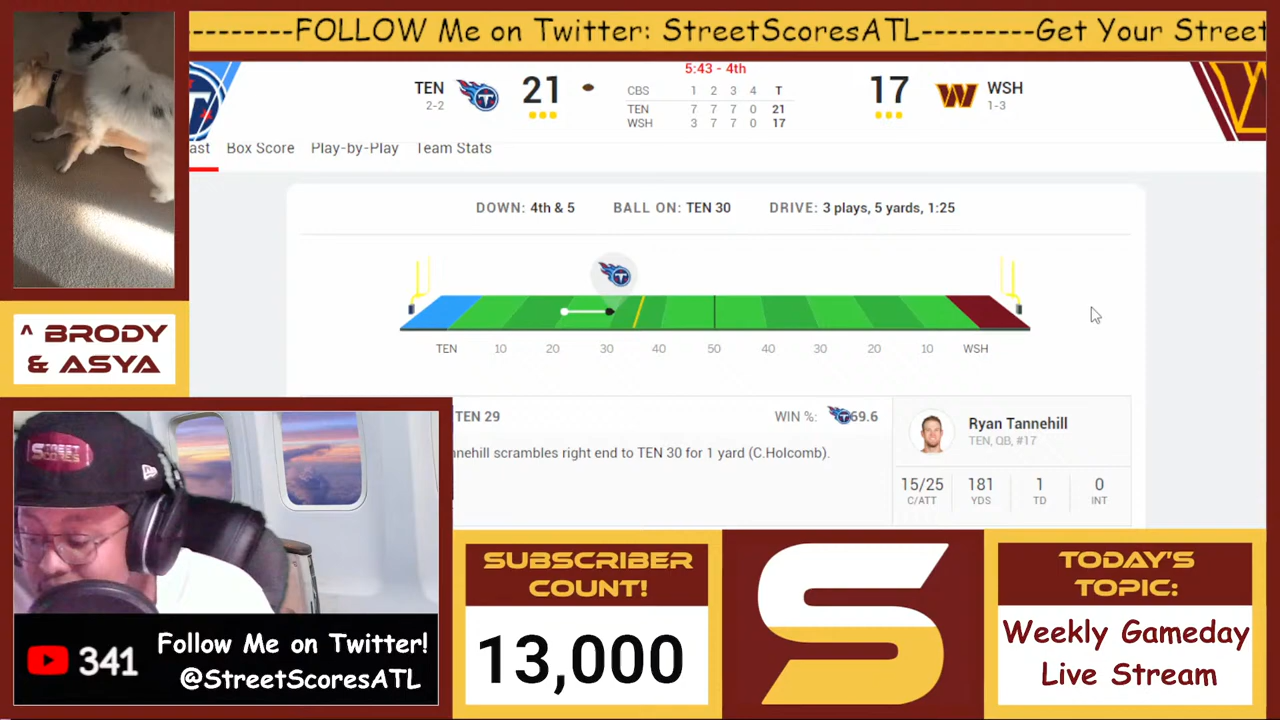 ---------FOLLOW Me on Twitter: StreetScoresATL---------Get Your Street
TEN
2-2
21
5:43 - 4th
CBS 1 2 3 4 T
TEN 7 7 7 0 21
WSH 3 7 7 0 17
17
WSH
1-3
ast Box Score Play-by-Play Team Stats
DOWN: 4th & 5 BALL ON: TEN 30 DRIVE: 3 plays, 5 yards, 1:25
TEN 10 20 30 40 50 40 30 20 10 WSH
TEN 29 WIN %: 69.6
nnehill scrambles right end to TEN 30 for 1 yard (C.Holcomb).
Ryan Tannehill
TEN, QB, #17
15/25 181 1 0
C/ATT YDS TD INT
^ BRODY
& ASYA
STREET
SCORES
341
Follow Me on Twitter!
@StreetScoresATL
SUBSCRIBER
COUNT!
13,000
S
TODAY'S
TOPIC:
Weekly Gameday
Live Stream